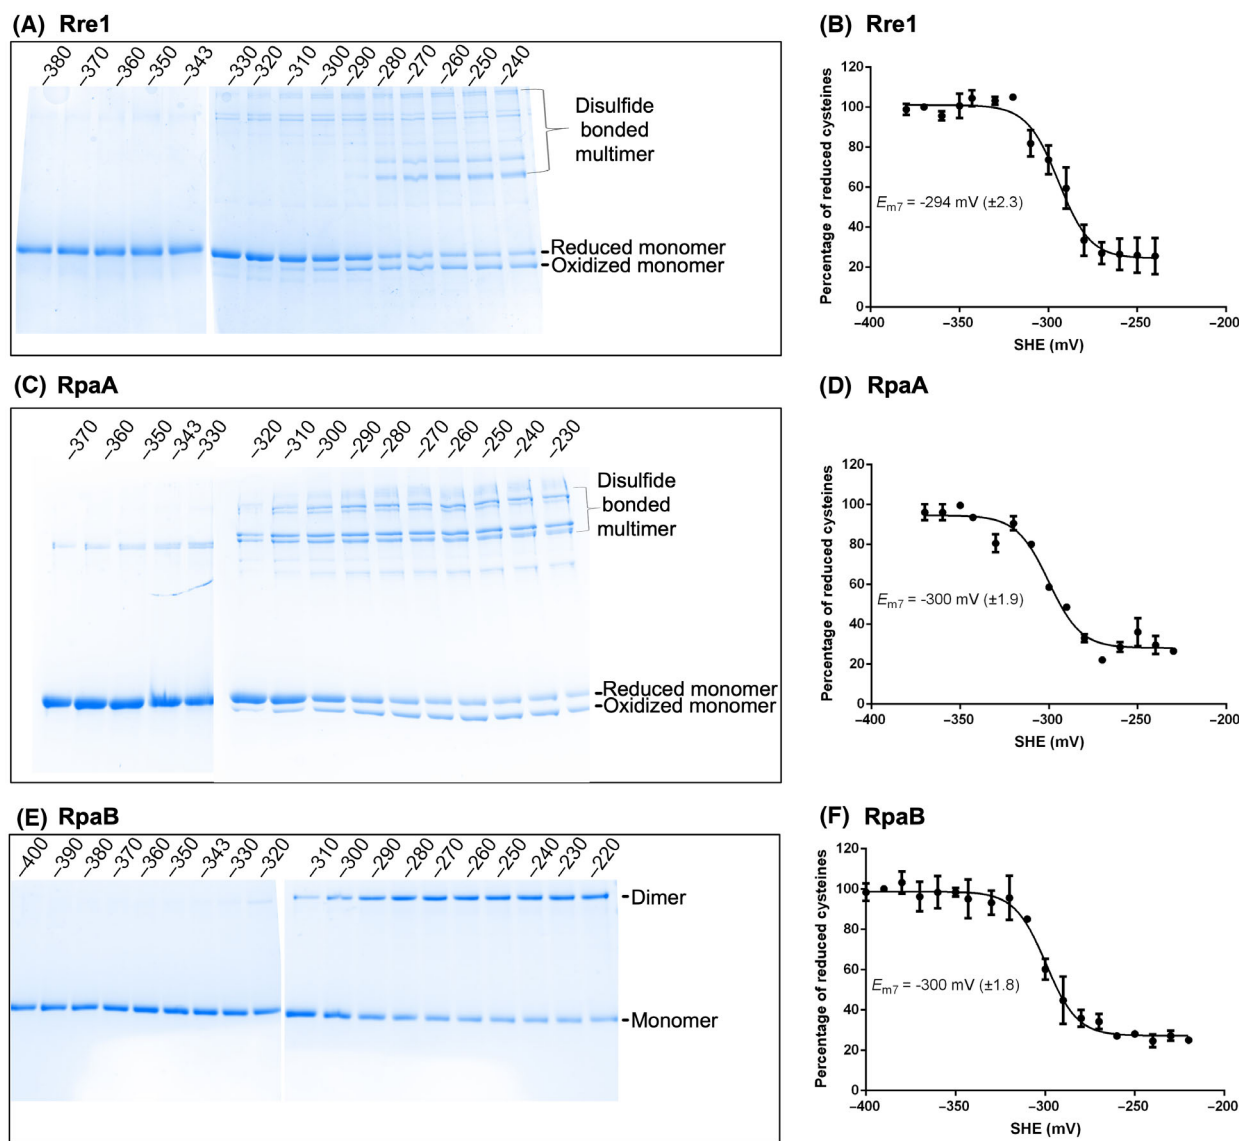 (A) Rre1
–380 –370 –360 –350 –343 –330 –320 –310 –300 –290 –280 –270 –260 –250 –240
Disulfide
bonded
multimer
Reduced monomer
Oxidized monomer
(B) Rre1
Percentage of reduced cysteines
120
100
80
60
40
20
0
Em7 = -294 mV (±2.3)
–400 –350 –300 –250 –200
SHE (mV)
(C) RpaA
–370 –360 –350 –343 –330 –320 –310 –300 –290 –280 –270 –260 –250 –240 –230
Disulfide
bonded
multimer
Reduced monomer
Oxidized monomer
(D) RpaA
Percentage of reduced cysteines
120
100
80
60
40
20
0
Em7 = -300 mV (±1.9)
–400 –350 –300 –250 –200
SHE (mV)
(E) RpaB
–400 –390 –380 –370 –360 –350 –343 –330 –320 –310 –300 –290 –280 –270 –260 –250 –240 –230 –220
Dimer
Monomer
(F) RpaB
Percentage of reduced cysteines
120
100
80
60
40
20
0
Em7 = -300 mV (±1.8)
–400 –350 –300 –250 –200
SHE (mV)